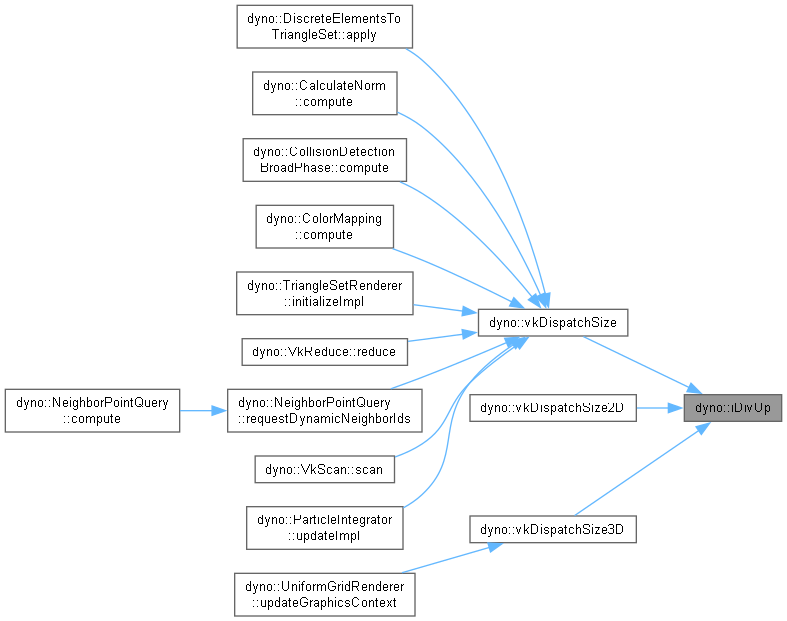 dyno::DiscreteElementsTo
TriangleSet::apply
dyno::CalculateNorm
::compute
dyno::CollisionDetection
BroadPhase::compute
dyno::ColorMapping
::compute
dyno::TriangleSetRenderer
::initializeImpl
dyno::vkDispatchSize
dyno::VkReduce::reduce
dyno::NeighborPointQuery
::compute
dyno::NeighborPointQuery
::requestDynamicNeighborIds
dyno::vkDispatchSize2D
dyno::iDivUp
dyno::VkScan::scan
dyno::ParticleIntegrator
::updateImpl
dyno::vkDispatchSize3D
dyno::UniformGridRenderer
::updateGraphicsContext